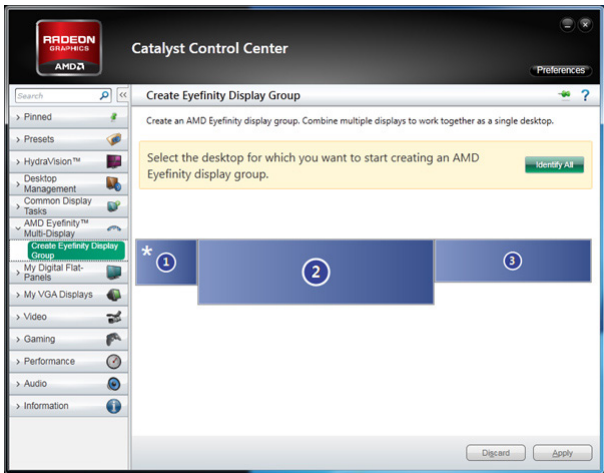 RADEON
GRAPHICS
AMD
Catalyst Control Center
Preferences
Search
<<
Create Eyefinity Display Group
?
> Pinned
> Presets
> HydraVision™
> Desktop
Management
> Common Display
Tasks
AMD Eyefinity™
Multi-Display
Create Eyefinity Display
Group
> My Digital Flat-
Panels
> My VGA Displays
> Video
> Gaming
> Performance
> Audio
> Information
Create an AMD Eyefinity display group. Combine multiple displays to work together as a single desktop.
Select the desktop for which you want to start creating an AMD
Eyefinity display group.
Identify All
* 1
2
3
Discard
Apply